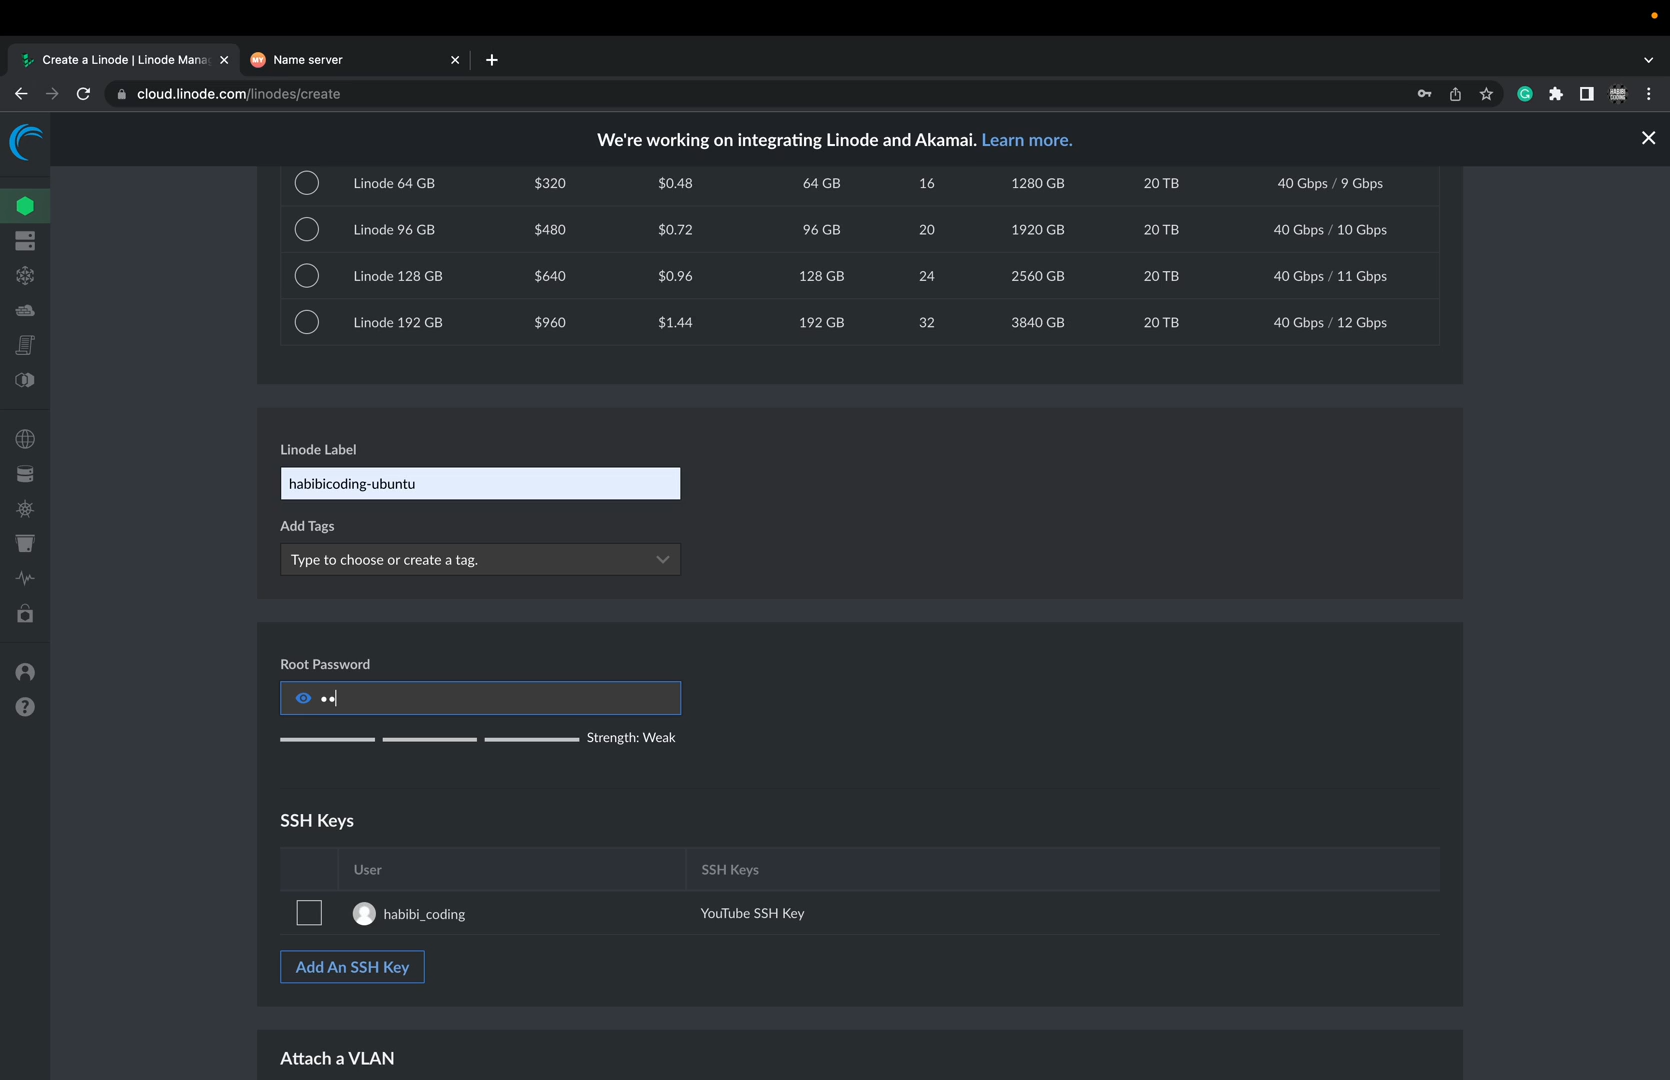 Create a Linode | Linode Mana
Name server
cloud.linode.com/linodes/create
We're working on integrating Linode and Akamai. Learn more.
Linode 64 GB $320 $0.48 64 GB 16 1280 GB 20 TB 40 Gbps / 9 Gbps
Linode 96 GB $480 $0.72 96 GB 20 1920 GB 20 TB 40 Gbps / 10 Gbps
Linode 128 GB $640 $0.96 128 GB 24 2560 GB 20 TB 40 Gbps / 11 Gbps
Linode 192 GB $960 $1.44 192 GB 32 3840 GB 20 TB 40 Gbps / 12 Gbps
Linode Label
habibicoding-ubuntu
Add Tags
Type to choose or create a tag.
Root Password
••
Strength: Weak
SSH Keys
User SSH Keys
habibi_coding YouTube SSH Key
Add An SSH Key
Attach a VLAN